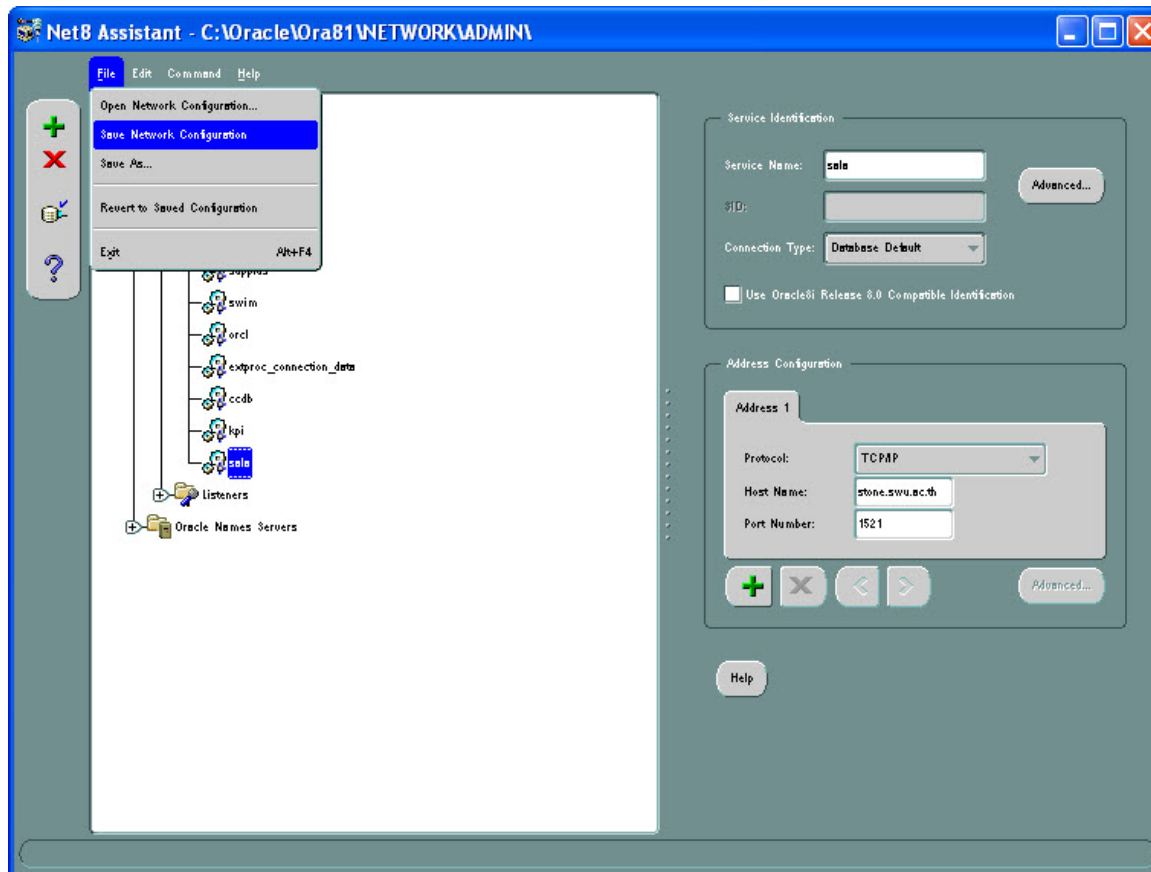 Net8 Assistant - C:\Oracle\Ora81\NETWORK\ADMIN\
File Edit Command Help
Open Network Configuration...
Save Network Configuration
Save As...
Revert to Saved Configuration
Exit Alt+F4
swim
orcl
extproc_connection_data
ccdb
kpi
sala
Listeners
Oracle Names Servers
Service Identification
Service Name: sala
Advanced...
SID:
Connection Type: Database Default
Use Oracle8i Release 8.0 Compatible Identification
Address Configuration
Address 1
Protocol: TCP/IP
Host Name: stone.swu.ac.th
Port Number: 1521
Advanced...
Help